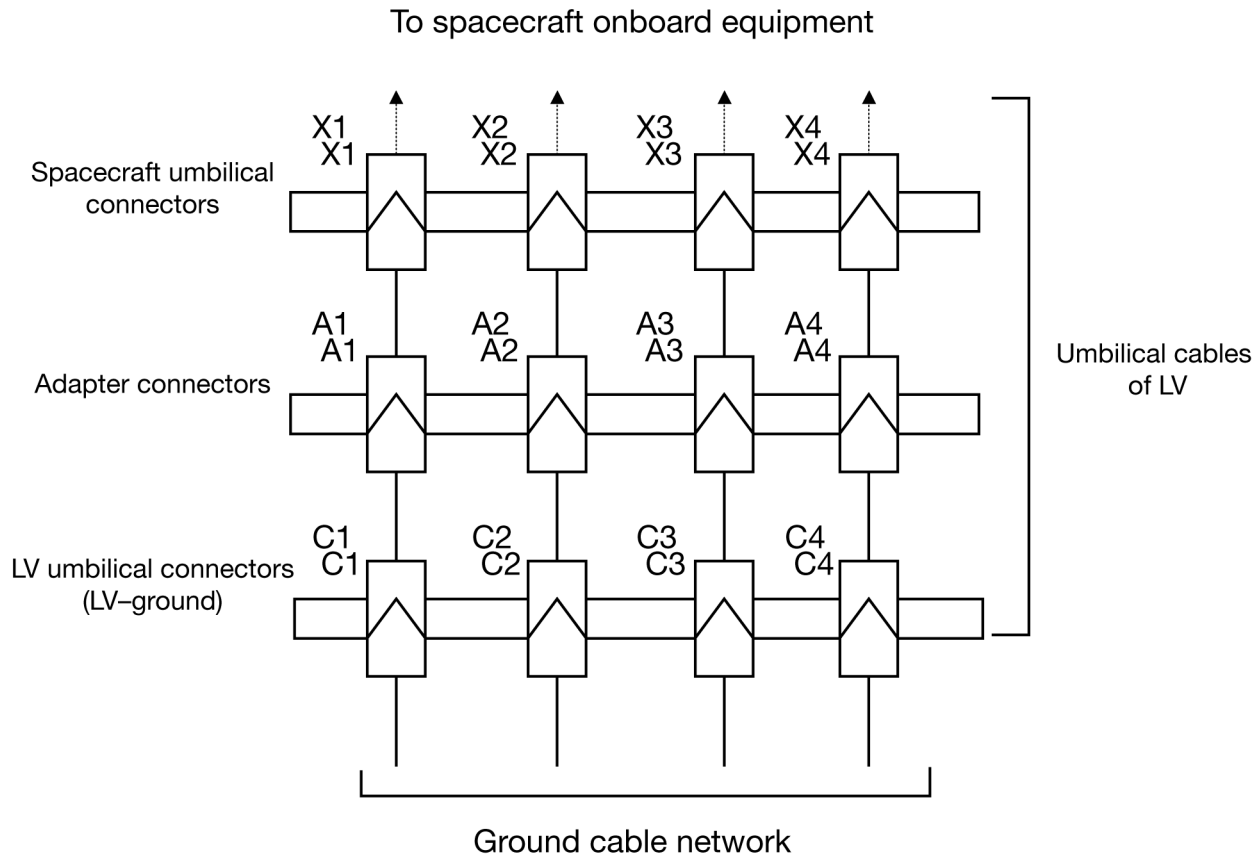 To spacecraft onboard equipment
X1
X1
X2
X2
X3
X3
X4
X4
Spacecraft umbilical
connectors
A1
A1
A2
A2
A3
A3
A4
A4
Adapter connectors
Umbilical cables
of LV
C1
C1
C2
C2
C3
C3
C4
C4
LV umbilical connectors
(LV–ground)
Ground cable network